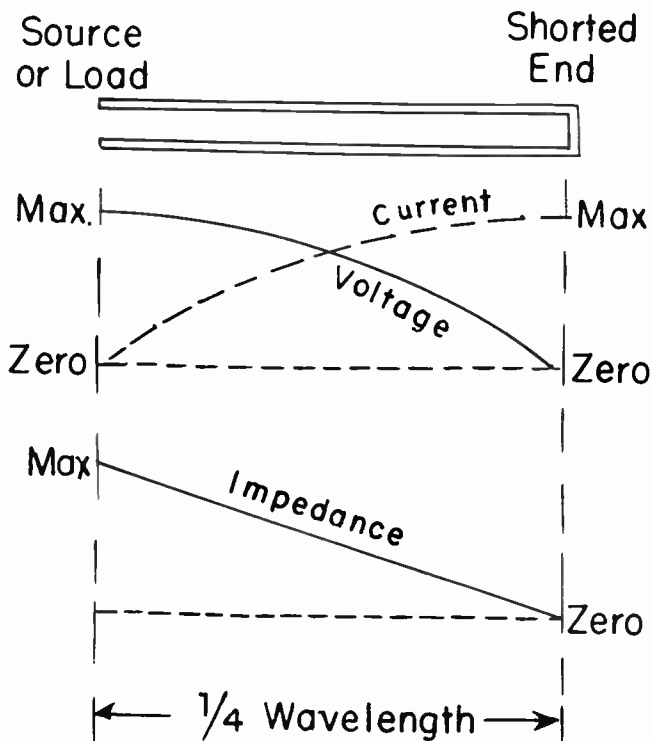 Source
or Load
Shorted
End
Max.
Current
Max
Voltage
Zero
Zero
Max
Impedance
Zero
1/4 Wavelength